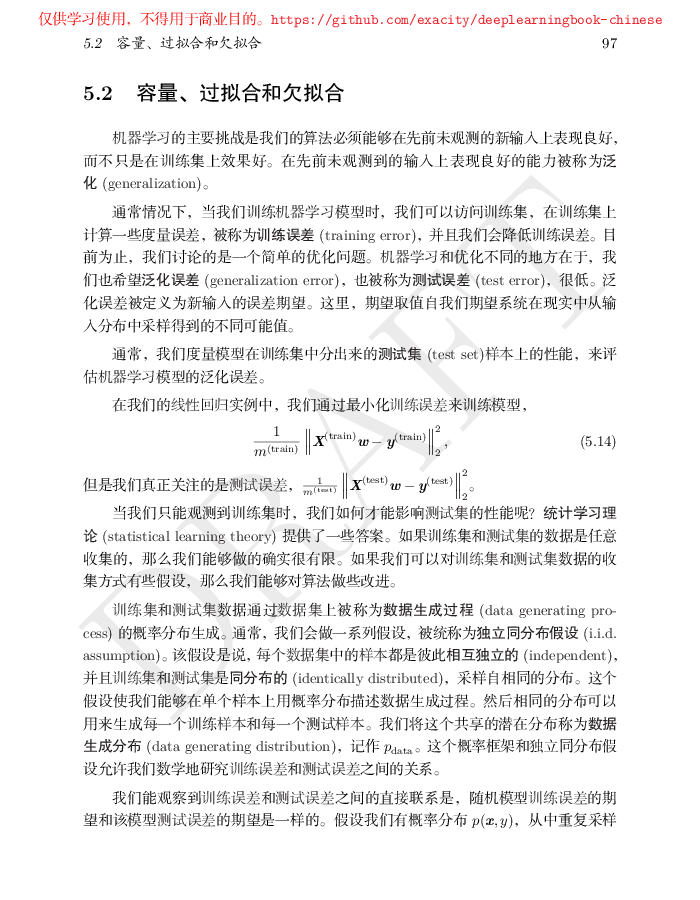 仅供学习使用，不得用于商业目的。https://github.com/exacity/deeplearningbook-chinese
5.2 容量、过拟合和欠拟合 97
5.2 容量、过拟合和欠拟合
机器学习的主要挑战是我们的算法必须能够在先前未观测的新输入上表现良好，
而不只是在训练集上效果好。在先前未观测到的输入上表现良好的能力被称为泛
化 (generalization)。
通常情况下，当我们训练机器学习模型时，我们可以访问训练集，在训练集上
计算一些度量误差，被称为训练误差 (training error)，并且我们会降低训练误差。目
前为止，我们讨论的是一个简单的优化问题。机器学习和优化不同的地方在于，我
们也希望泛化误差 (generalization error)，也被称为测试误差 (test error)，很低。泛
化误差被定义为新输入的误差期望。这里，期望取值自我们期望系统在现实中从输
入分布中采样得到的不同可能值。
通常，我们度量模型在训练集中分出来的测试集 (test set)样本上的性能，来评
估机器学习模型的泛化误差。
在我们的线性回归实例中，我们通过最小化训练误差来训练模型，
$\frac{1}{m^{(\text{train})}} \left\| \boldsymbol{X}^{(\text{train})} \boldsymbol{w} - \boldsymbol{y}^{(\text{train})} \right\|_2^2$, (5.14)
但是我们真正关注的是测试误差，$\frac{1}{m^{(\text{test})}} \left\| \boldsymbol{X}^{(\text{test})} \boldsymbol{w} - \boldsymbol{y}^{(\text{test})} \right\|_2^2$。
当我们只能观测到训练集时，我们如何才能影响测试集的性能呢？统计学习理
论 (statistical learning theory) 提供了一些答案。如果训练集和测试集的数据是任意
收集的，那么我们能够做的确实很有限。如果我们可以对训练集和测试集数据的收
集方式有些假设，那么我们能够对算法做些改进。
训练集和测试集数据通过数据集上被称为数据生成过程 (data generating pro-
cess) 的概率分布生成。通常，我们会做一系列假设，被统称为独立同分布假设 (i.i.d.
assumption)。该假设是说，每个数据集中的样本都是彼此相互独立的 (independent)，
并且训练集和测试集是同分布的 (identically distributed)，采样自相同的分布。这个
假设使我们能够在单个样本上用概率分布描述数据生成过程。然后相同的分布可以
用来生成每一个训练样本和每一个测试样本。我们将这个共享的潜在分布称为数据
生成分布 (data generating distribution)，记作 $p_{\text{data}}$。这个概率框架和独立同分布假
设允许我们数学地研究训练误差和测试误差之间的关系。
我们能观察到训练误差和测试误差之间的直接联系是，随机模型训练误差的期
望和该模型测试误差的期望是一样的。假设我们有概率分布 $p(\boldsymbol{x}, y)$，从中重复采样
DRAFT